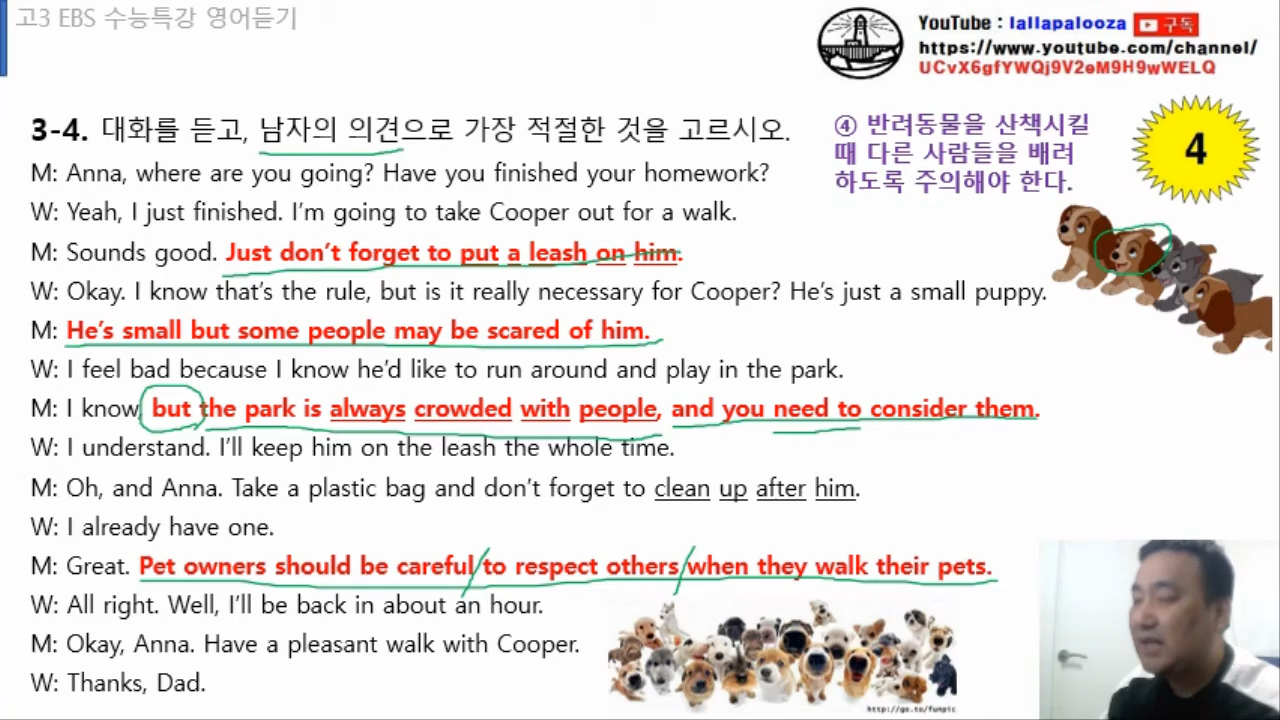 고3 EBS 수능특강 영어듣기
YouTube : lallapalooza 구독
https://www.youtube.com/channel/
UCvX6gfYWQj9V2eM9H9wWELQ
3-4. 대화를 듣고, 남자의 의견으로 가장 적절한 것을 고르시오.
④ 반려동물을 산책시킬
때 다른 사람들을 배려
하도록 주의해야 한다.
4
M: Anna, where are you going? Have you finished your homework?
W: Yeah, I just finished. I'm going to take Cooper out for a walk.
M: Sounds good. Just don't forget to put a leash on him.
W: Okay. I know that's the rule, but is it really necessary for Cooper? He's just a small puppy.
M: He's small but some people may be scared of him.
W: I feel bad because I know he'd like to run around and play in the park.
M: I know, but the park is always crowded with people, and you need to consider them.
W: I understand. I'll keep him on the leash the whole time.
M: Oh, and Anna. Take a plastic bag and don't forget to clean up after him.
W: I already have one.
M: Great. Pet owners should be careful to respect others when they walk their pets.
W: All right. Well, I'll be back in about an hour.
M: Okay, Anna. Have a pleasant walk with Cooper.
W: Thanks, Dad.
http://go.to/funpic